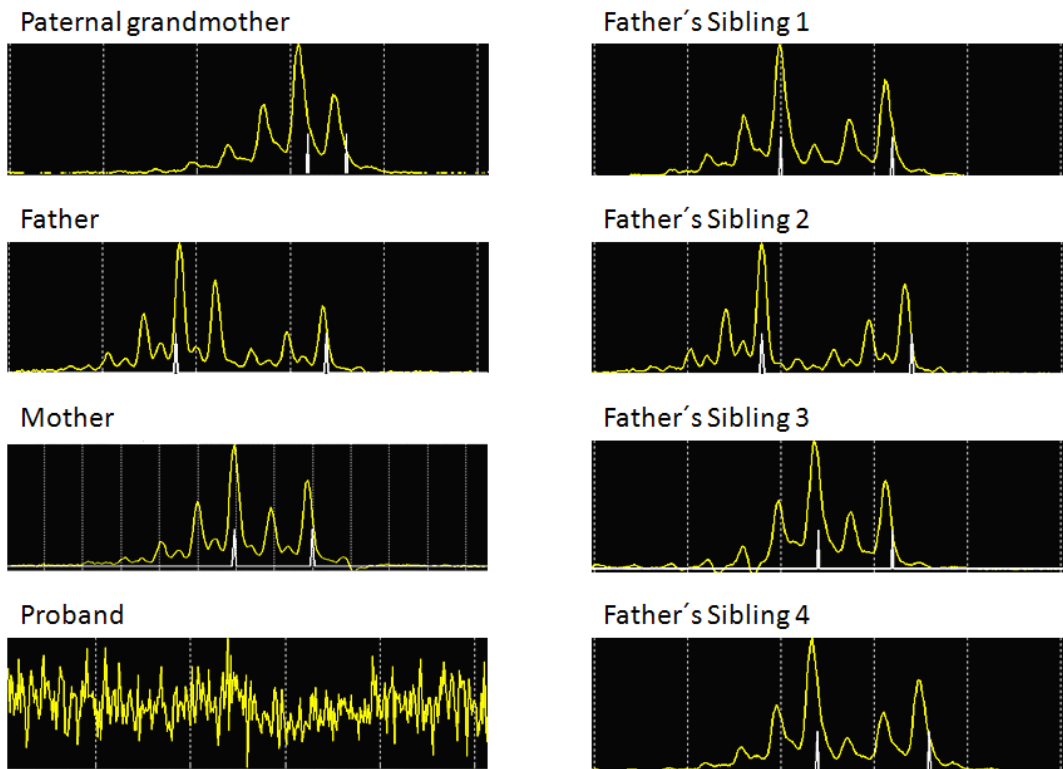 Paternal grandmother
Father´s Sibling 1
Father
Father´s Sibling 2
Mother
Father´s Sibling 3
Proband
Father´s Sibling 4